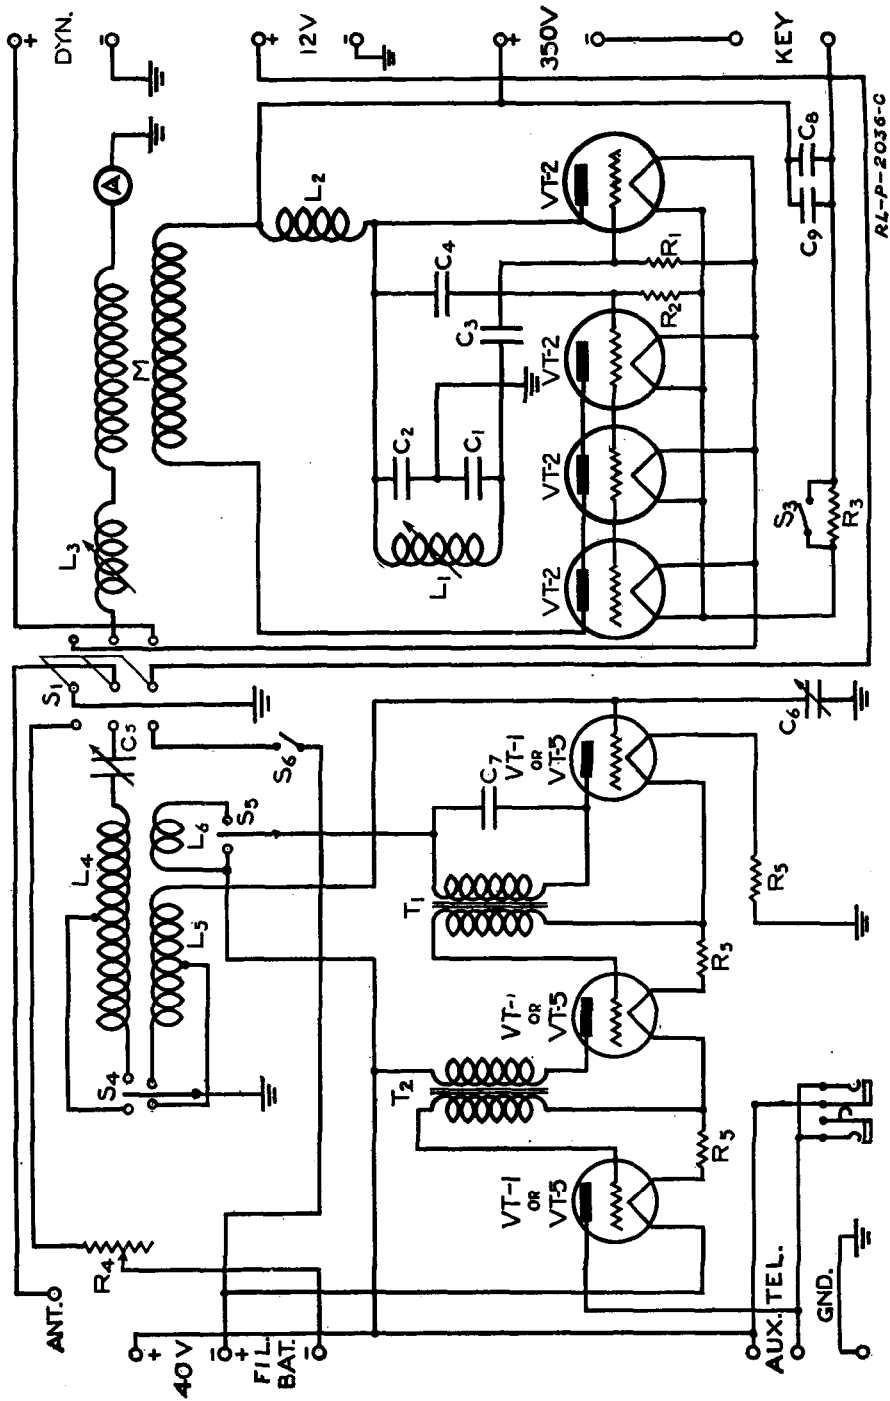 DYN.
+
−
12V
+
−
350V
+
−
KEY
A
M
L3
L2
C4
C3
C2
C1
L1
VT-2
VT-2
VT-2
VT-2
R1
R2
C8
C9
S3
R3
RL-P-2036-C
S1
C5
S6
S5
L4
L6
L5
S4
C7
T1
T2
VT-1
OR
VT-5
VT-1
OR
VT-5
VT-1
OR
VT-5
C6
R5
R5
R5
R4
ANT.
+
40V
−
+
FIL.
BAT.
−
AUX. TEL.
GND.